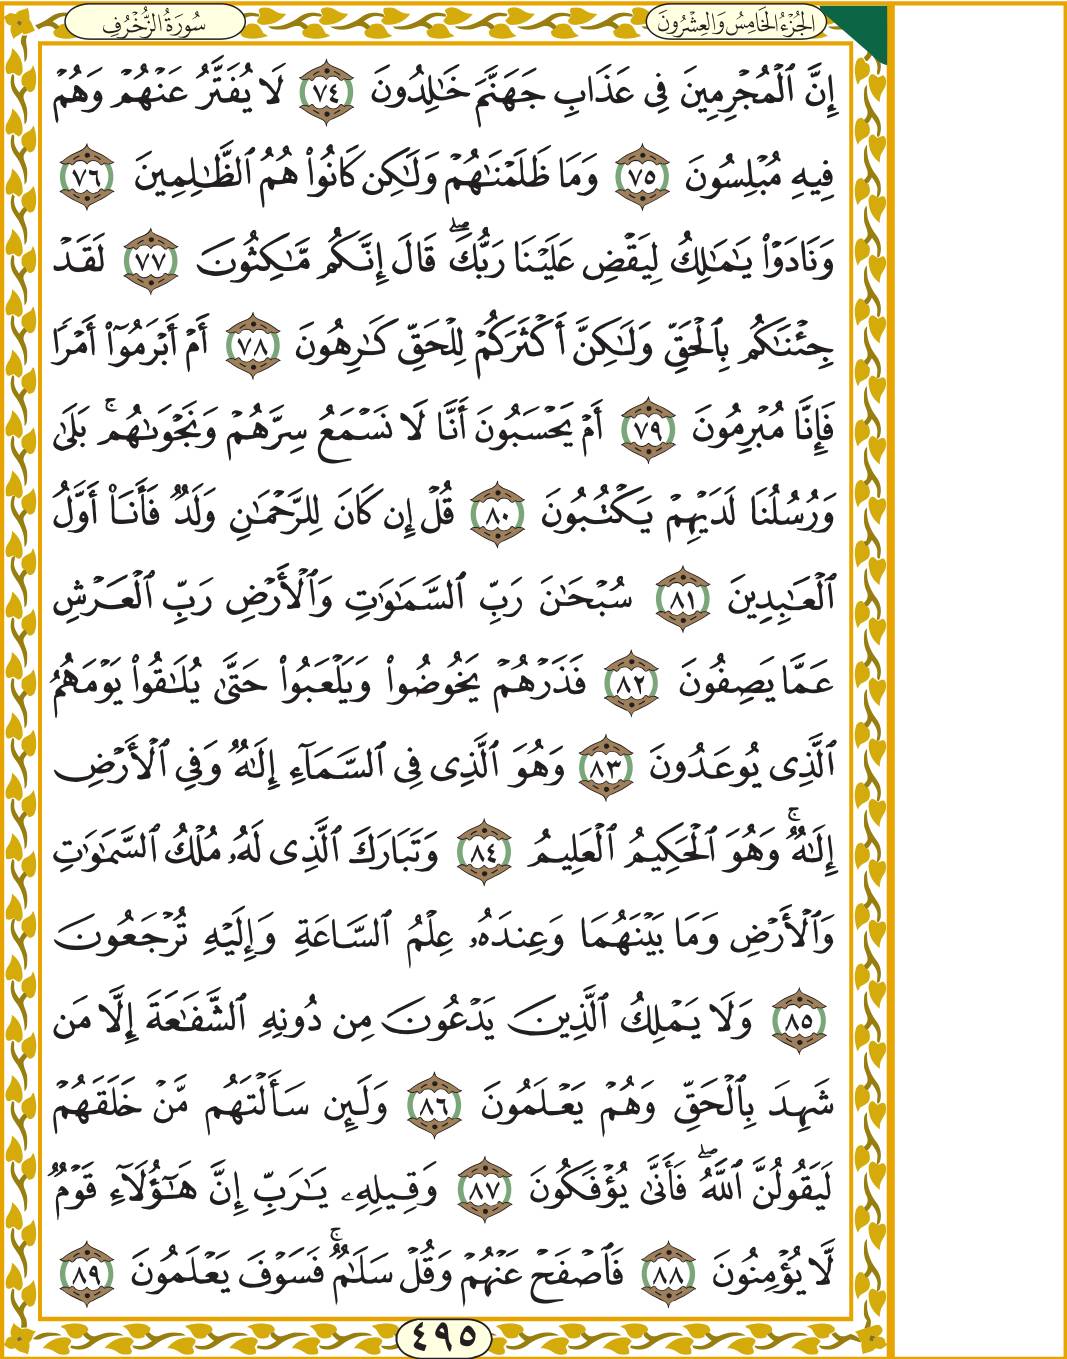 الجُزْءُ الخَامِسُ وَالعِشْرُونَ
سُورَةُ الزُّخْرُفِ
إِنَّ ٱلْمُجْرِمِينَ فِى عَذَابِ جَهَنَّمَ خَٰلِدُونَ ٧٤ لَا يُفَتَّرُ عَنْهُمْ وَهُمْ
فِيهِ مُبْلِسُونَ ٧٥ وَمَا ظَلَمْنَٰهُمْ وَلَٰكِن كَانُوا۟ هُمُ ٱلظَّٰلِمِينَ ٧٦
وَنَادَوْا۟ يَٰمَٰلِكُ لِيَقْضِ عَلَيْنَا رَبُّكَ ۖ قَالَ إِنَّكُم مَّٰكِثُونَ ٧٧ لَقَدْ
جِئْنَٰكُم بِٱلْحَقِّ وَلَٰكِنَّ أَكْثَرَكُمْ لِلْحَقِّ كَٰرِهُونَ ٧٨ أَمْ أَبْرَمُوٓا۟ أَمْرًا
فَإِنَّا مُبْرِمُونَ ٧٩ أَمْ يَحْسَبُونَ أَنَّا لَا نَسْمَعُ سِرَّهُمْ وَنَجْوَىٰهُم ۚ بَلَىٰ
وَرُسُلُنَا لَدَيْهِمْ يَكْتُبُونَ ٨٠ قُلْ إِن كَانَ لِلرَّحْمَٰنِ وَلَدٌ فَأَنَا۠ أَوَّلُ
ٱلْعَٰبِدِينَ ٨١ سُبْحَٰنَ رَبِّ ٱلسَّمَٰوَٰتِ وَٱلْأَرْضِ رَبِّ ٱلْعَرْشِ
عَمَّا يَصِفُونَ ٨٢ فَذَرْهُمْ يَخُوضُوا۟ وَيَلْعَبُوا۟ حَتَّىٰ يُلَٰقُوا۟ يَوْمَهُمُ
ٱلَّذِى يُوعَدُونَ ٨٣ وَهُوَ ٱلَّذِى فِى ٱلسَّمَآءِ إِلَٰهٌ وَفِى ٱلْأَرْضِ
إِلَٰهٌ ۚ وَهُوَ ٱلْحَكِيمُ ٱلْعَلِيمُ ٨٤ وَتَبَارَكَ ٱلَّذِى لَهُۥ مُلْكُ ٱلسَّمَٰوَٰتِ
وَٱلْأَرْضِ وَمَا بَيْنَهُمَا وَعِندَهُۥ عِلْمُ ٱلسَّاعَةِ وَإِلَيْهِ تُرْجَعُونَ
٨٥ وَلَا يَمْلِكُ ٱلَّذِينَ يَدْعُونَ مِن دُونِهِ ٱلشَّفَٰعَةَ إِلَّا مَن
شَهِدَ بِٱلْحَقِّ وَهُمْ يَعْلَمُونَ ٨٦ وَلَئِن سَأَلْتَهُم مَّنْ خَلَقَهُمْ
لَيَقُولُنَّ ٱللَّهُ ۖ فَأَنَّىٰ يُؤْفَكُونَ ٨٧ وَقِيلِهِۦ يَٰرَبِّ إِنَّ هَٰٓؤُلَآءِ قَوْمٌ
لَّا يُؤْمِنُونَ ٨٨ فَٱصْفَحْ عَنْهُمْ وَقُلْ سَلَٰمٌ ۚ فَسَوْفَ يَعْلَمُونَ ٨٩
٤٩٥